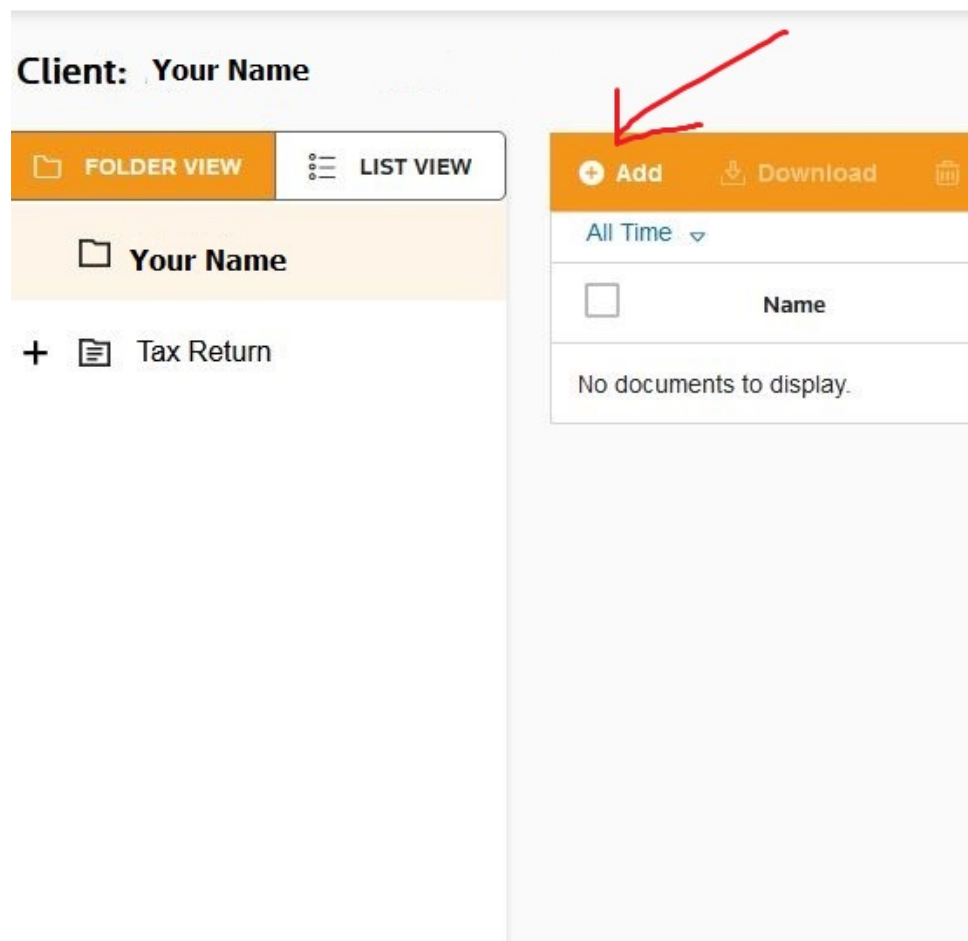 Client: Your Name
FOLDER VIEW
LIST VIEW
Your Name
Tax Return
Add
Download
All Time
Name
No documents to display.